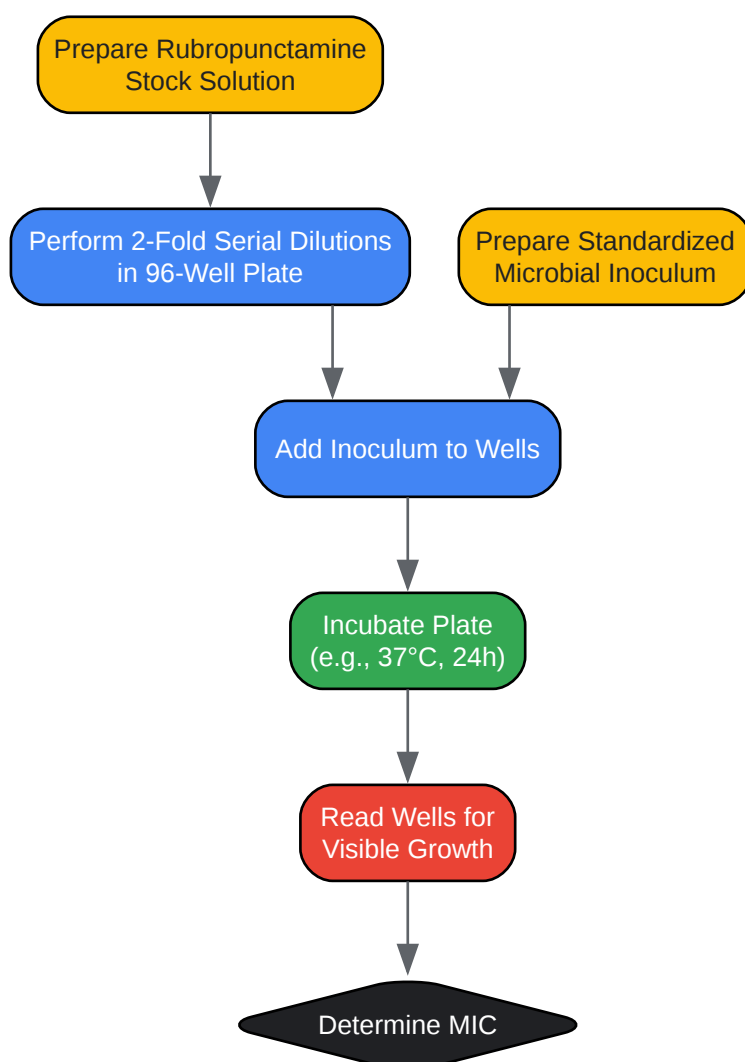 Prepare Rubropunctamine
Stock Solution
Perform 2-Fold Serial Dilutions
in 96-Well Plate
Prepare Standardized
Microbial Inoculum
Add Inoculum to Wells
Incubate Plate
(e.g., 37°C, 24h)
Read Wells for
Visible Growth
Determine MIC